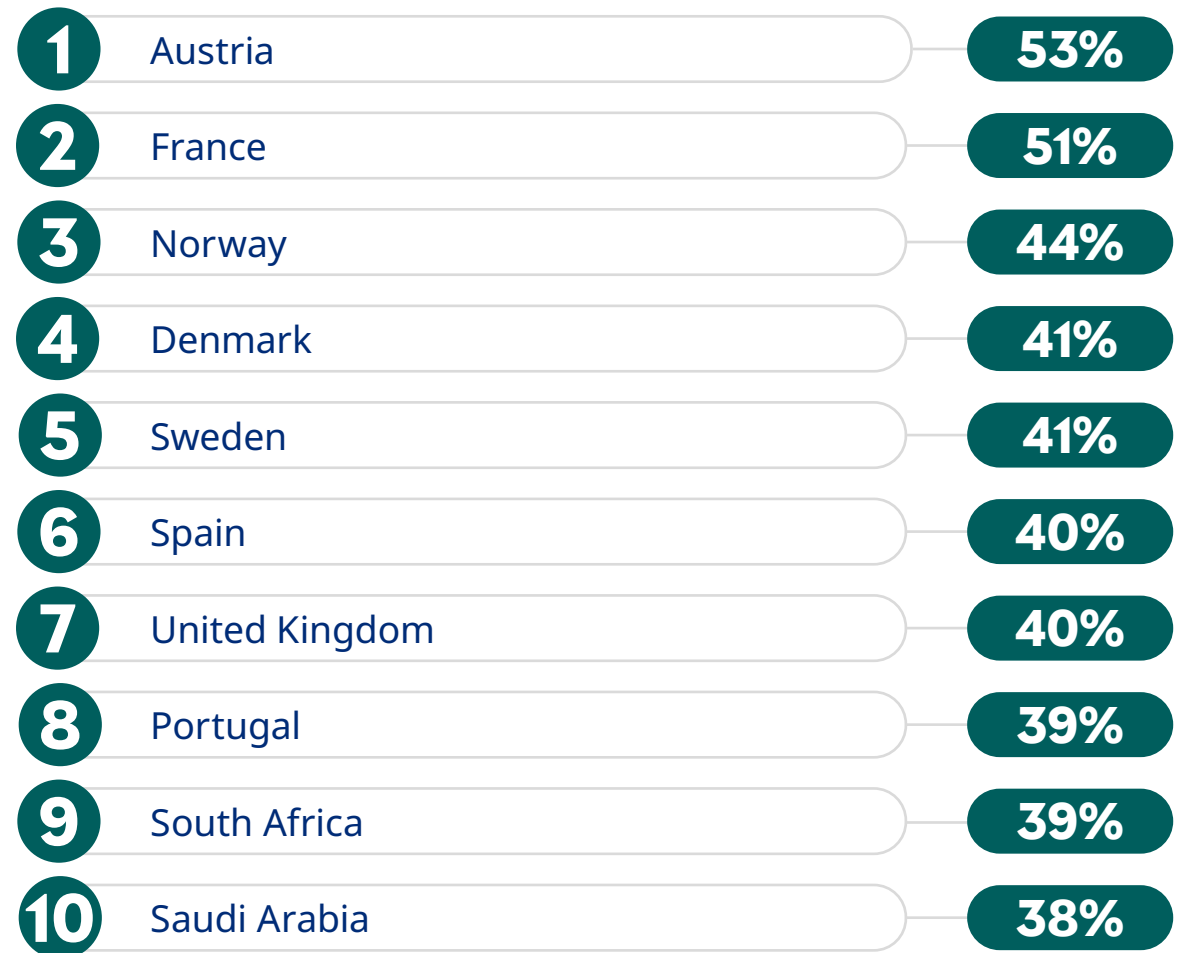 1 Austria 53%
2 France 51%
3 Norway 44%
4 Denmark 41%
5 Sweden 41%
6 Spain 40%
7 United Kingdom 40%
8 Portugal 39%
9 South Africa 39%
10 Saudi Arabia 38%